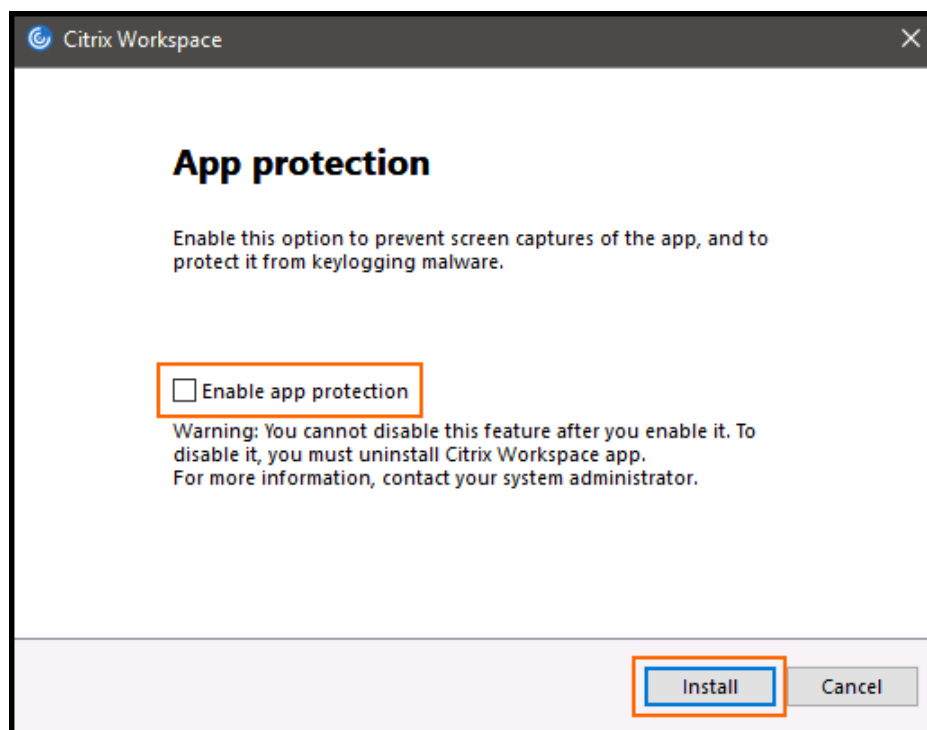 Citrix Workspace
App protection
Enable this option to prevent screen captures of the app, and to
protect it from keylogging malware.
Enable app protection
Warning: You cannot disable this feature after you enable it. To
disable it, you must uninstall Citrix Workspace app.
For more information, contact your system administrator.
Install Cancel